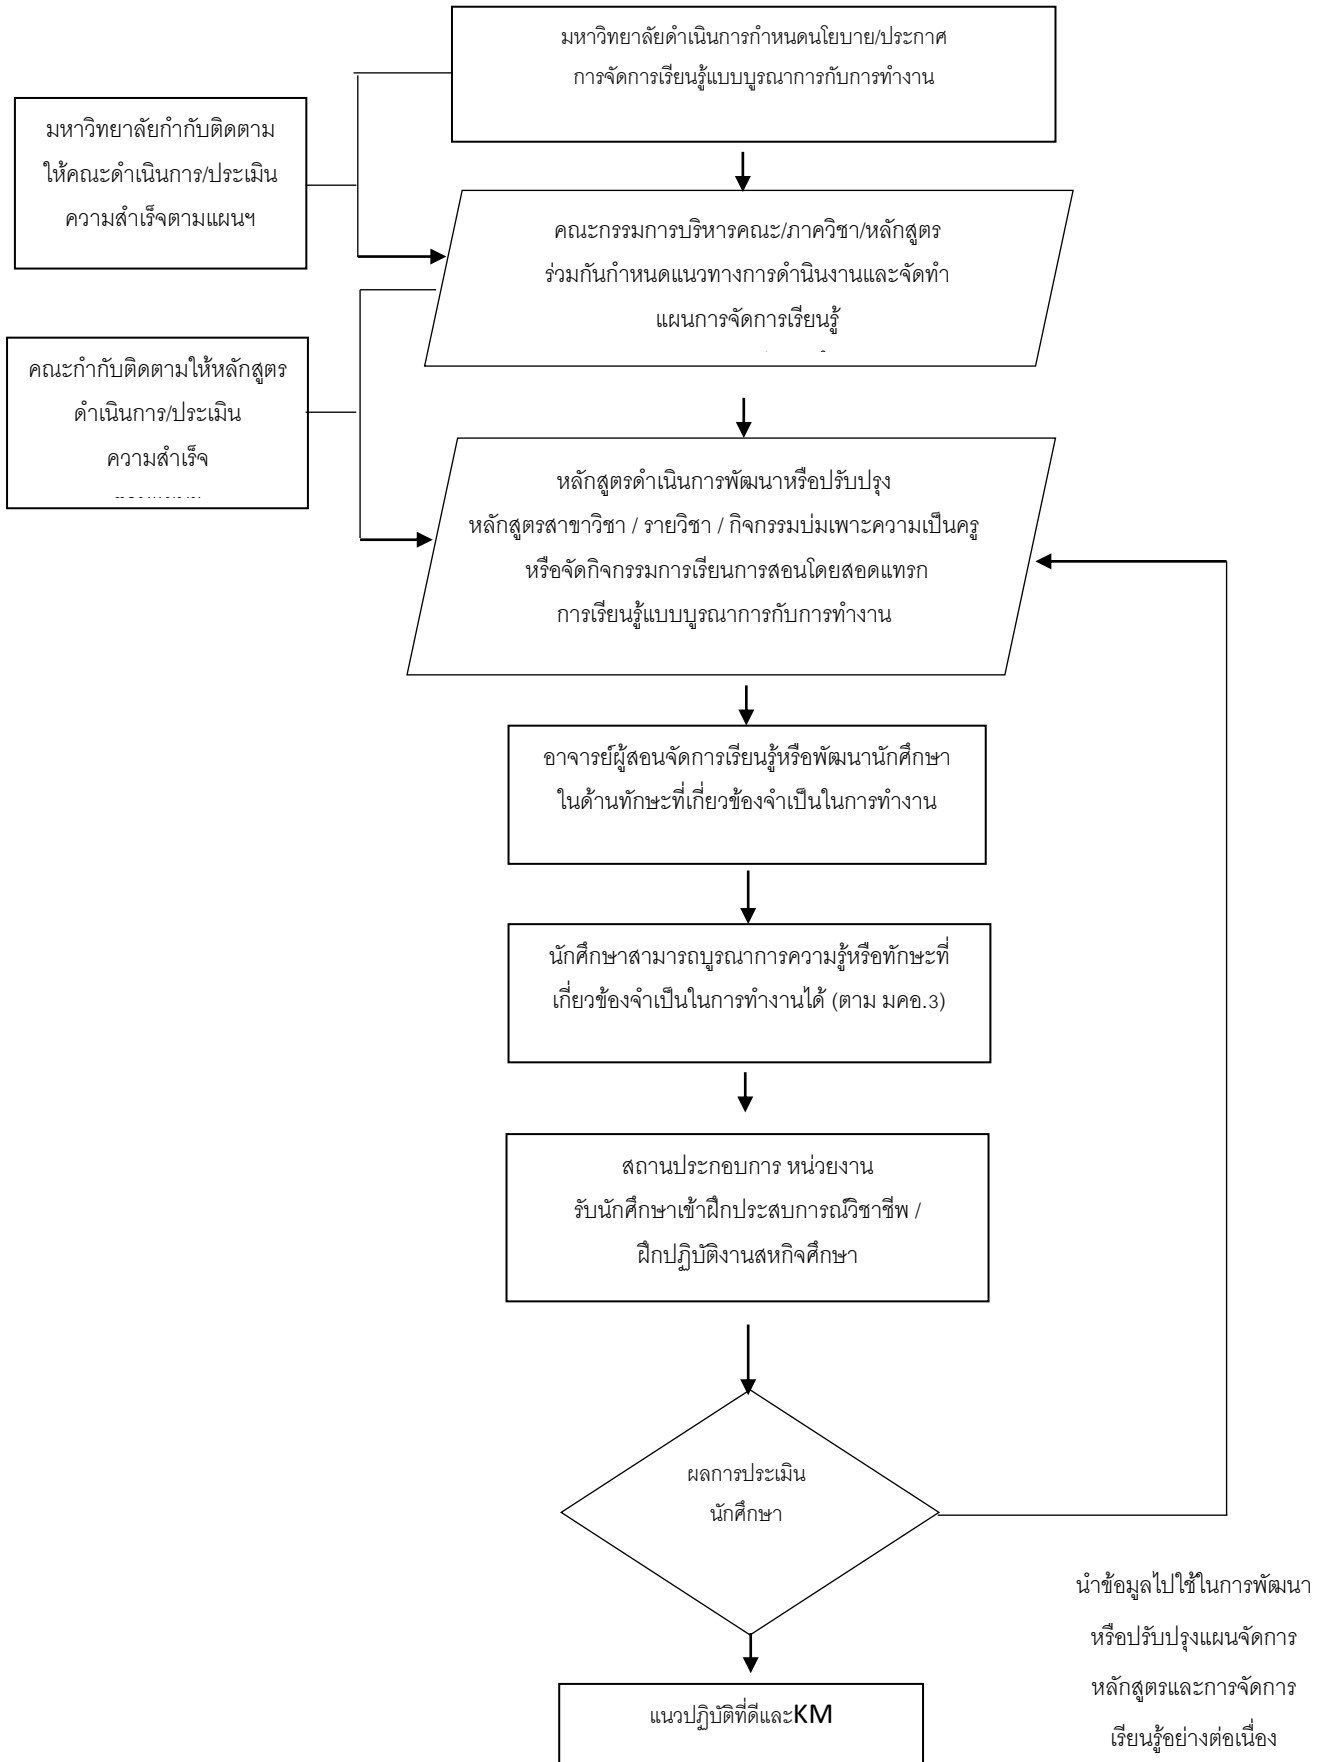 มหาวิทยาลัยดำเนินการกำหนดนโยบาย/ประกาศ
การจัดการเรียนรู้แบบบูรณาการกับการทำงาน
มหาวิทยาลัยกำกับติดตาม
ให้คณะดำเนินการ/ประเมิน
ความสำเร็จตามแผนฯ
คณะกรรมการบริหารคณะ/ภาควิชา/หลักสูตร
ร่วมกันกำหนดแนวทางการดำนินงานและจัดทำ
แผนการจัดการเรียนรู้
คณะกำกับติดตามให้หลักสูตร
ดำเนินการ/ประเมิน
ความสำเร็จ
หลักสูตรดำเนินการพัฒนาหรือปรับปรุง
หลักสูตรสาขาวิชา / รายวิชา / กิจกรรมบ่มเพาะความเป็นครู
หรือจัดกิจกรรมการเรียนการสอนโดยสอดแทรก
การเรียนรู้แบบบูรณาการกับการทำงาน
อาจารย์ผู้สอนจัดการเรียนรู้หรือพัฒนานักศึกษา
ในด้านทักษะที่เกี่ยวข้องจำเป็นในการทำงาน
นักศึกษาสามารถบูรณาการความรู้หรือทักษะที่
เกี่ยวข้องจำเป็นในการทำงานได้ (ตาม มคอ.3)
สถานประกอบการ หน่วยงาน
รับนักศึกษาเข้าฝึกประสบการณ์วิชาชีพ /
ฝึกปฏิบัติงานสหกิจศึกษา
ผลการประเมิน
นักศึกษา
นำข้อมูลไปใช้ในการพัฒนา
หรือปรับปรุงแผนจัดการ
หลักสูตรและการจัดการ
เรียนรู้อย่างต่อเนื่อง
แนวปฏิบัติที่ดีและKM